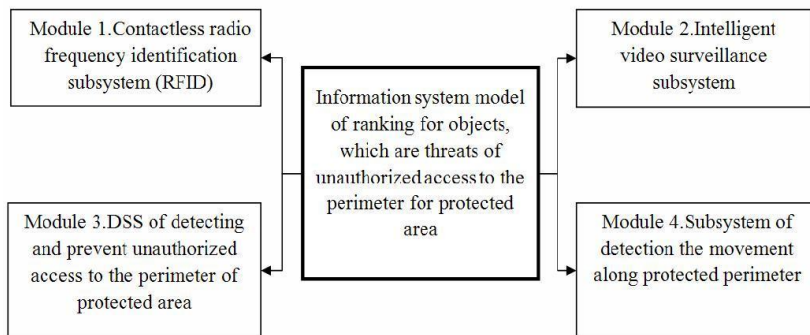 Module 1.Contactless radio
frequency identification
subsystem (RFID)
Module 2.Intelligent
video surveillance
subsystem
Information system model
of ranking for objects,
which are threats of
unauthorized access to the
perimeter for protected
area
Module 3.DSS of detecting
and prevent unauthorized
access to the perimeter of
protected area
Module 4.Subsystem of
detection the movement
along protected perimeter